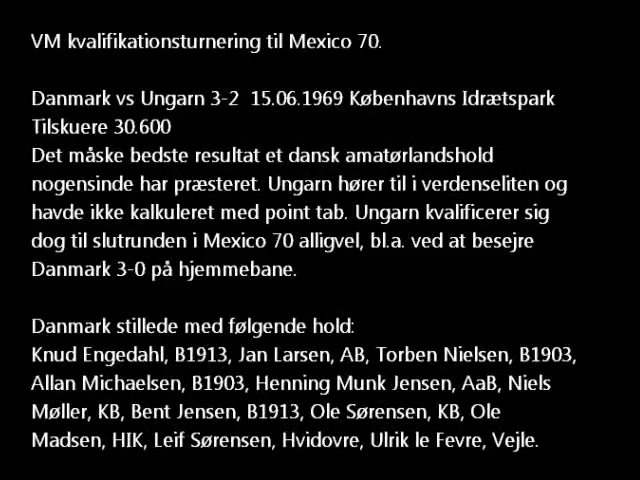 VM kvalifikationsturnering til Mexico 70.
Danmark vs Ungarn 3-2  15.06.1969 Københavns Idrætspark
Tilskuere 30.600
Det måske bedste resultat et dansk amatørlandshold
nogensinde har præsteret. Ungarn hører til i verdenseliten og
havde ikke kalkuleret med point tab. Ungarn kvalificerer sig
dog til slutrunden i Mexico 70 alligvel, bl.a. ved at besejre
Danmark 3-0 på hjemmebane.
Danmark stillede med følgende hold:
Knud Engedahl, B1913, Jan Larsen, AB, Torben Nielsen, B1903,
Allan Michaelsen, B1903, Henning Munk Jensen, AaB, Niels
Møller, KB, Bent Jensen, B1913, Ole Sørensen, KB, Ole
Madsen, HIK, Leif Sørensen, Hvidovre, Ulrik le Fevre, Vejle.